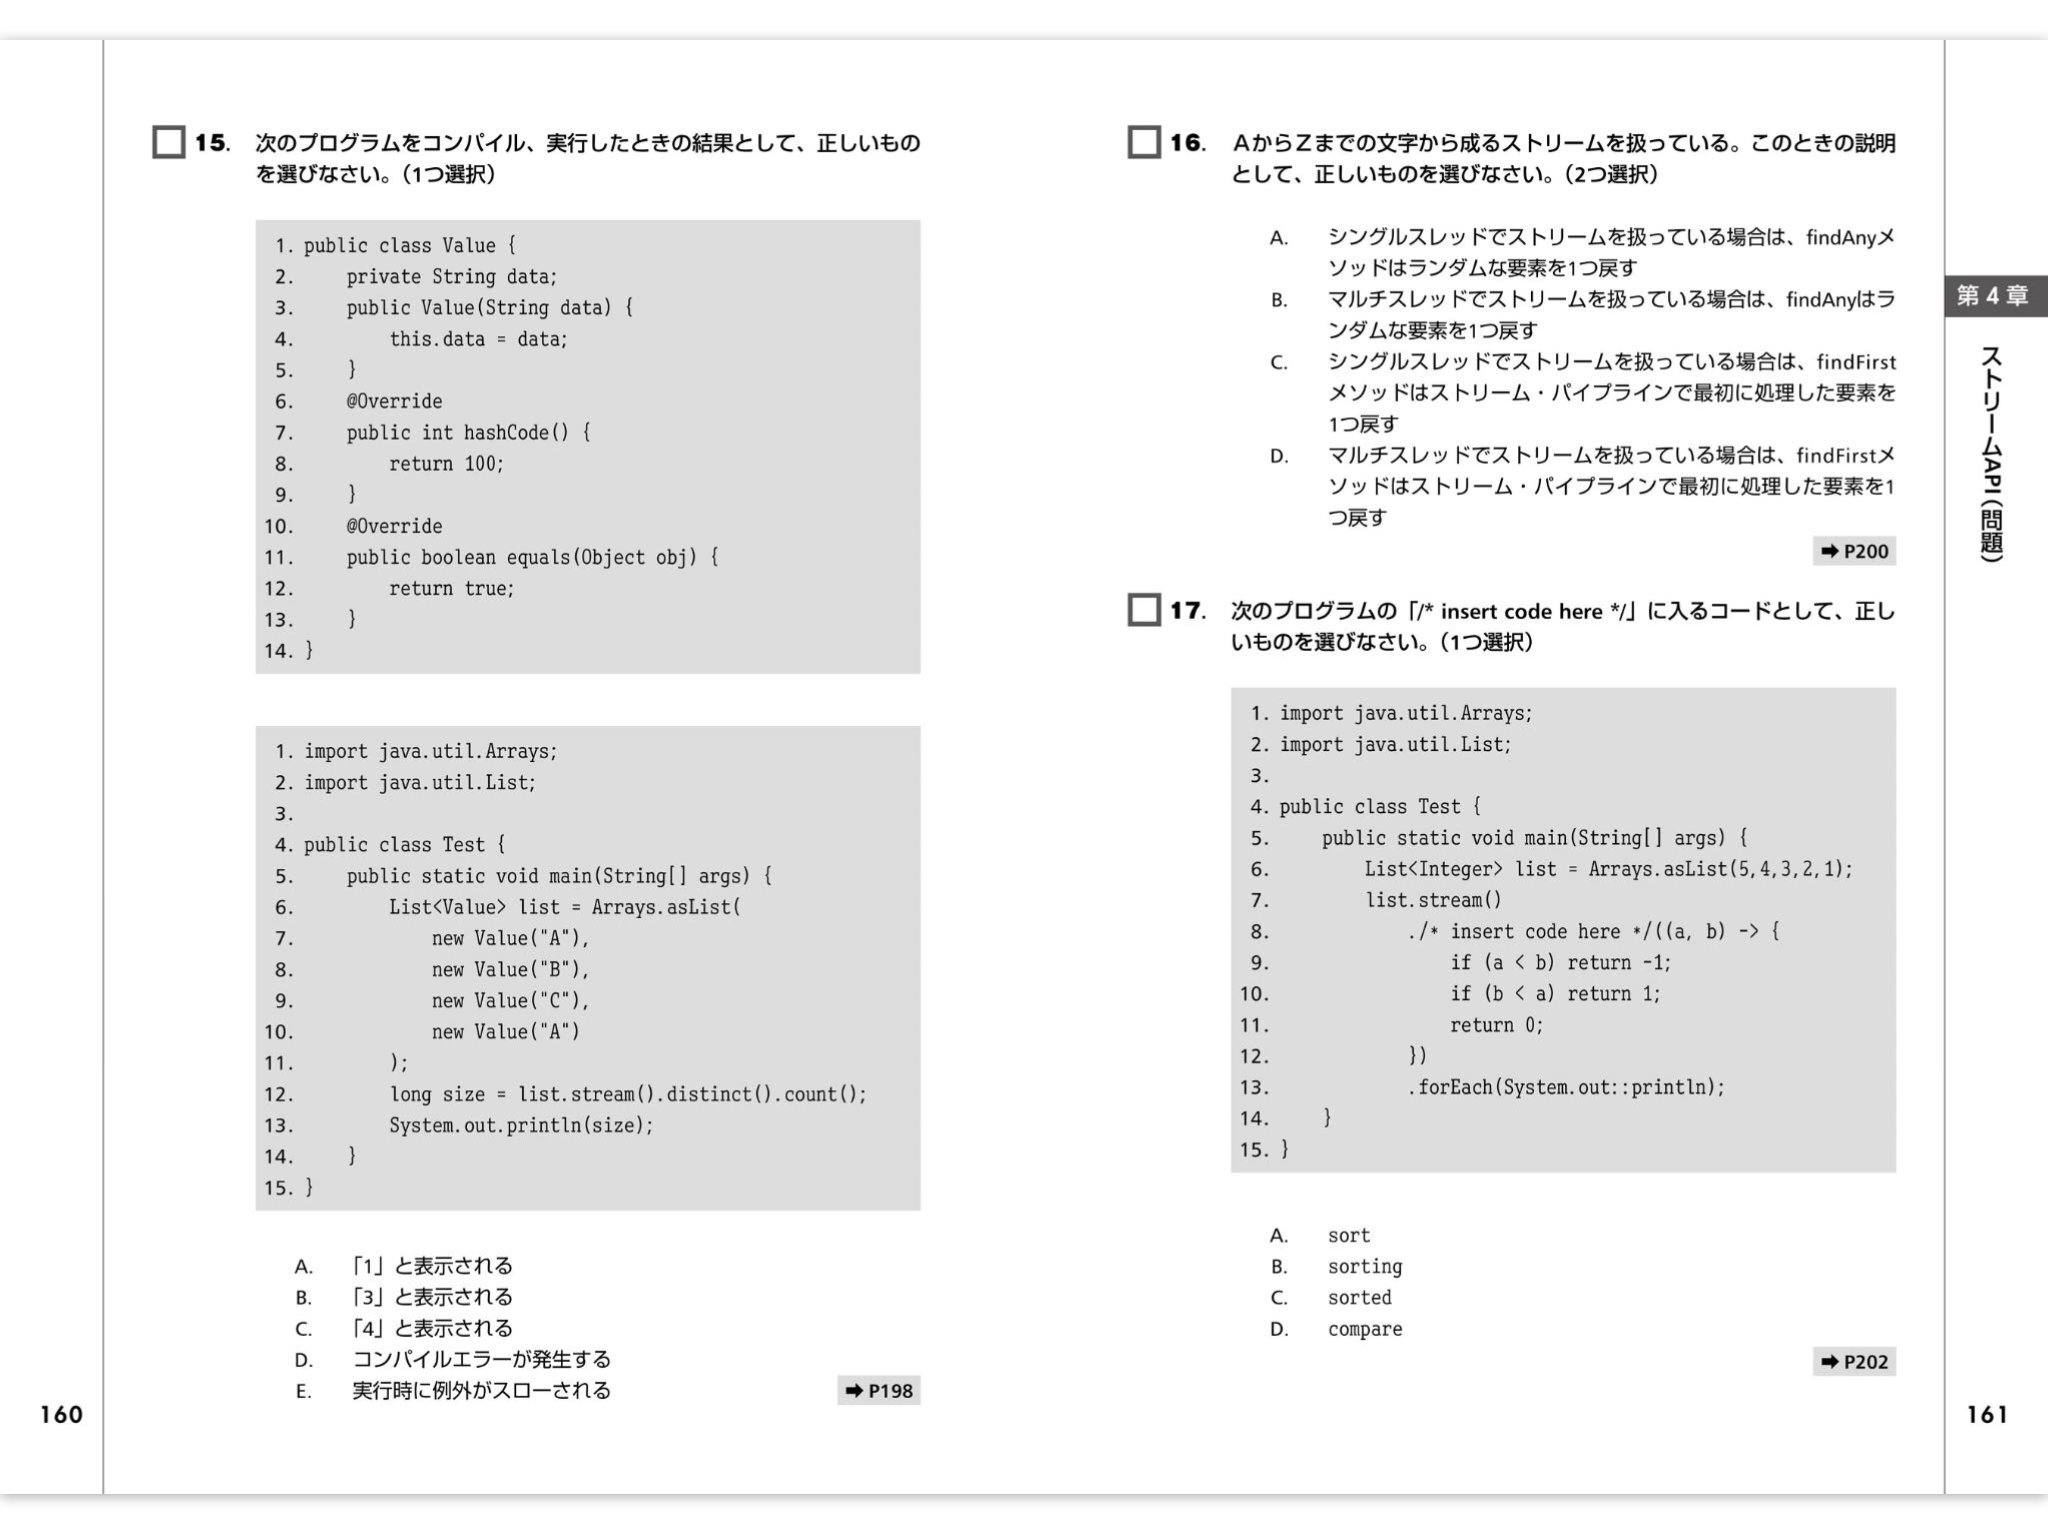 15. 次のプログラムをコンパイル、実行したときの結果として、正しいもの
を選びなさい。（1つ選択）
1. public class Value {
2.     private String data;
3.     public Value(String data) {
4.         this.data = data;
5.     }
6.     @Override
7.     public int hashCode() {
8.         return 100;
9.     }
10.     @Override
11.     public boolean equals(Object obj) {
12.         return true;
13.     }
14. }
1. import java.util.Arrays;
2. import java.util.List;
3.
4. public class Test {
5.     public static void main(String[] args) {
6.         List<Value> list = Arrays.asList(
7.             new Value("A"),
8.             new Value("B"),
9.             new Value("C"),
10.             new Value("A")
11.         );
12.         long size = list.stream().distinct().count();
13.         System.out.println(size);
14.     }
15. }
A. 「1」と表示される
B. 「3」と表示される
C. 「4」と表示される
D. コンパイルエラーが発生する
E. 実行時に例外がスローされる
➡ P198
160
16. AからZまでの文字から成るストリームを扱っている。このときの説明
として、正しいものを選びなさい。（2つ選択）
A. シングルスレッドでストリームを扱っている場合は、findAnyメ
ソッドはランダムな要素を1つ戻す
B. マルチスレッドでストリームを扱っている場合は、findAnyはラ
ンダムな要素を1つ戻す
C. シングルスレッドでストリームを扱っている場合は、findFirst
メソッドはストリーム・パイプラインで最初に処理した要素を
1つ戻す
D. マルチスレッドでストリームを扱っている場合は、findFirstメ
ソッドはストリーム・パイプラインで最初に処理した要素を1
つ戻す
➡ P200
17. 次のプログラムの「/* insert code here */」に入るコードとして、正し
いものを選びなさい。（1つ選択）
1. import java.util.Arrays;
2. import java.util.List;
3.
4. public class Test {
5.     public static void main(String[] args) {
6.         List<Integer> list = Arrays.asList(5,4,3,2,1);
7.         list.stream()
8.             ./* insert code here */((a, b) -> {
9.                 if (a < b) return -1;
10.                 if (b < a) return 1;
11.                 return 0;
12.             })
13.             .forEach(System.out::println);
14.     }
15. }
A. sort
B. sorting
C. sorted
D. compare
➡ P202
第4章
ストリームAPI（問題）
161